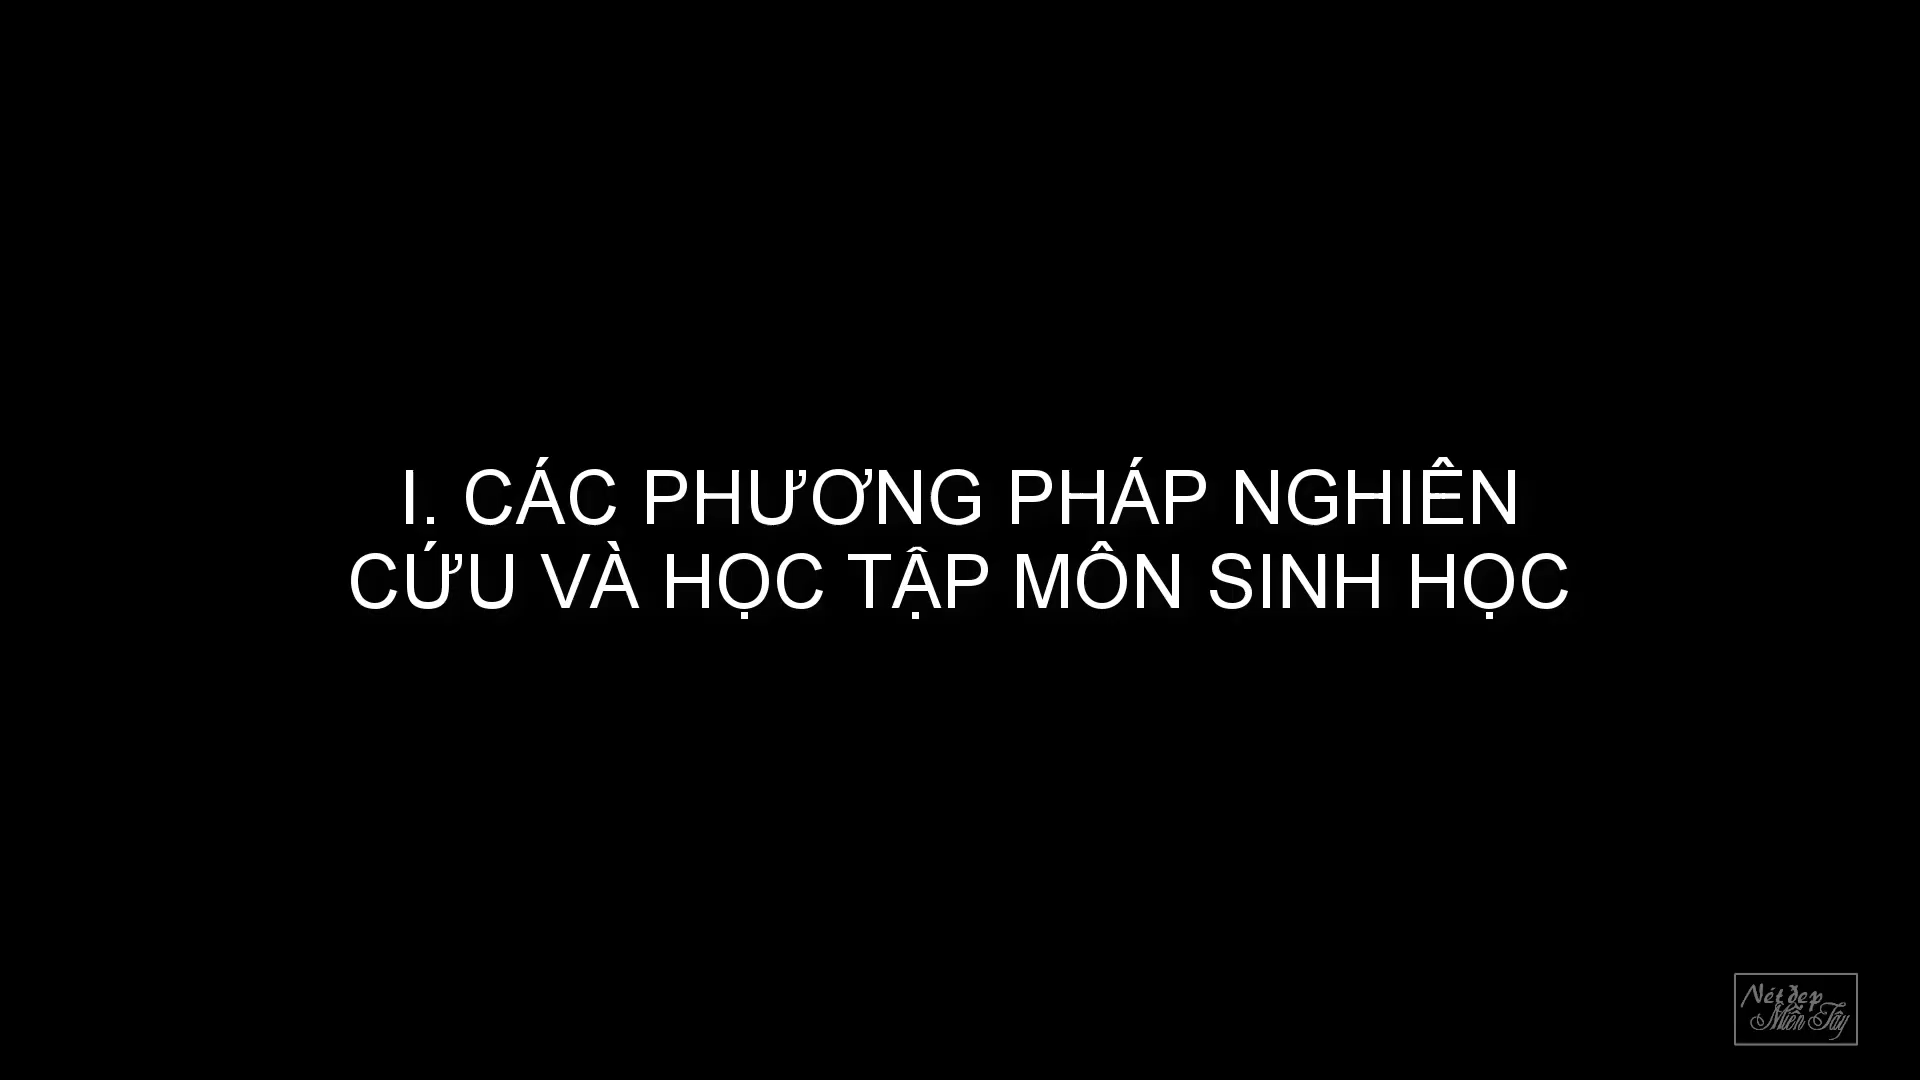 I. CÁC PHƯƠNG PHÁP NGHIÊN
CỨU VÀ HỌC TẬP MÔN SINH HỌC
Nét đẹp
Miền Tây